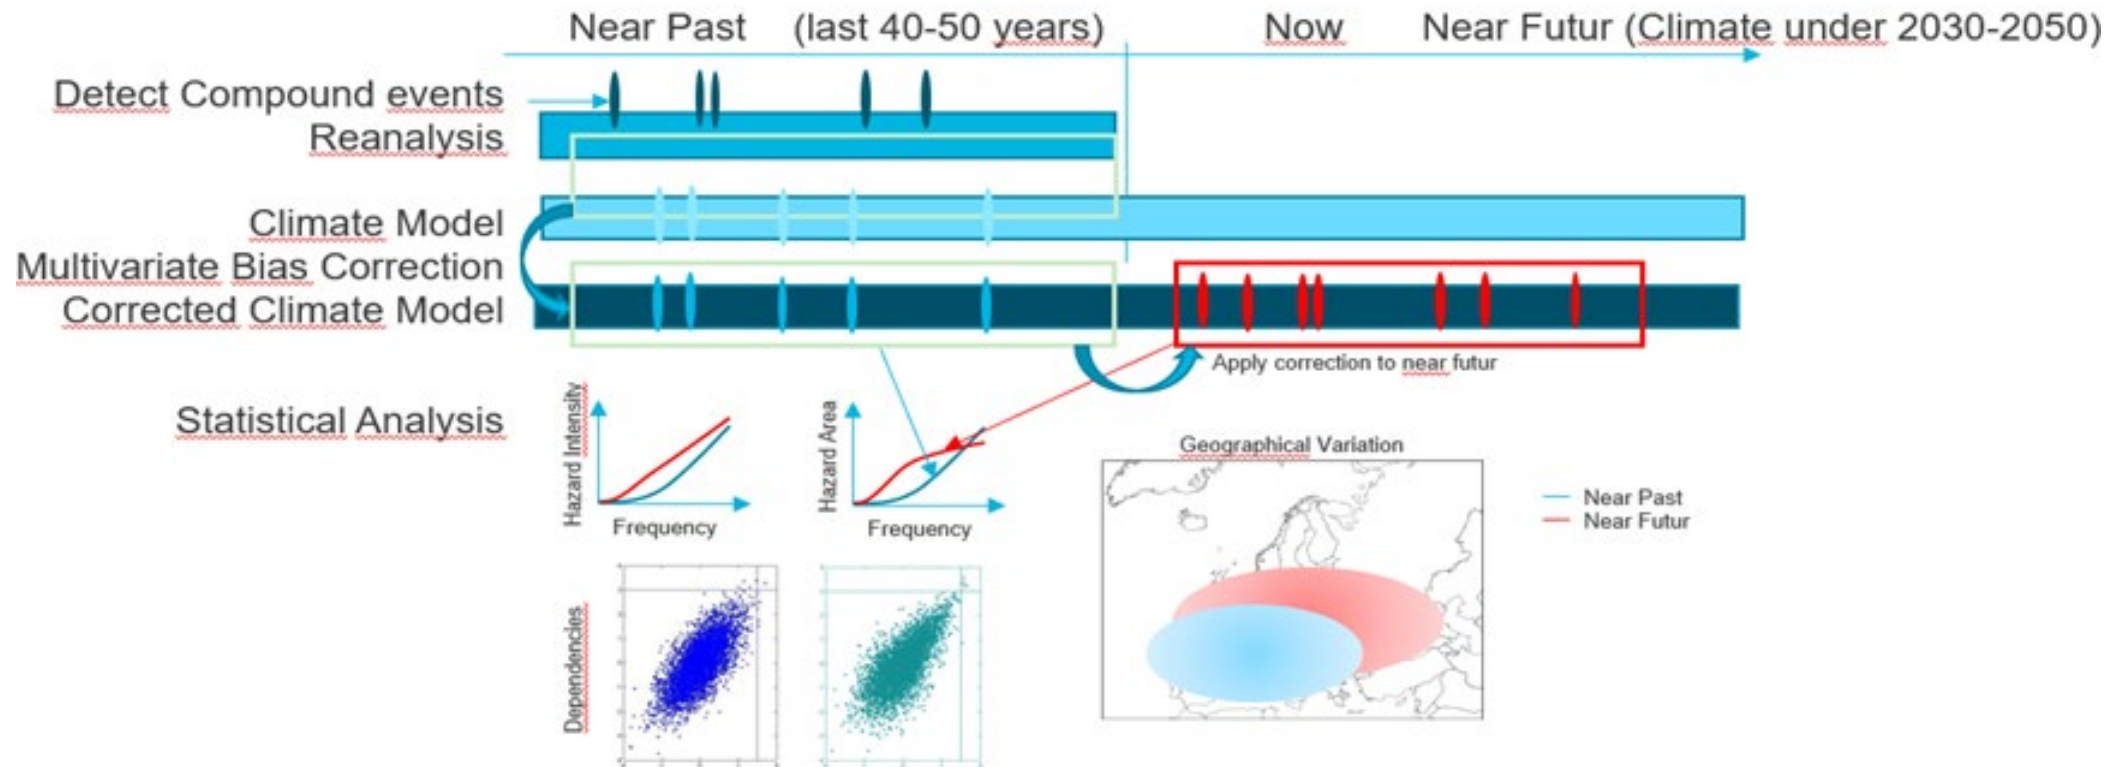 Near Past (last 40-50 years) Now Near Futur (Climate under 2030-2050)
Detect Compound events
Reanalysis
Climate Model
Multivariate Bias Correction
Corrected Climate Model
Apply correction to near futur
Statistical Analysis
Hazard Intensity
Frequency
Hazard Area
Frequency
Geographical Variation
Near Past
Near Futur
Dependencies